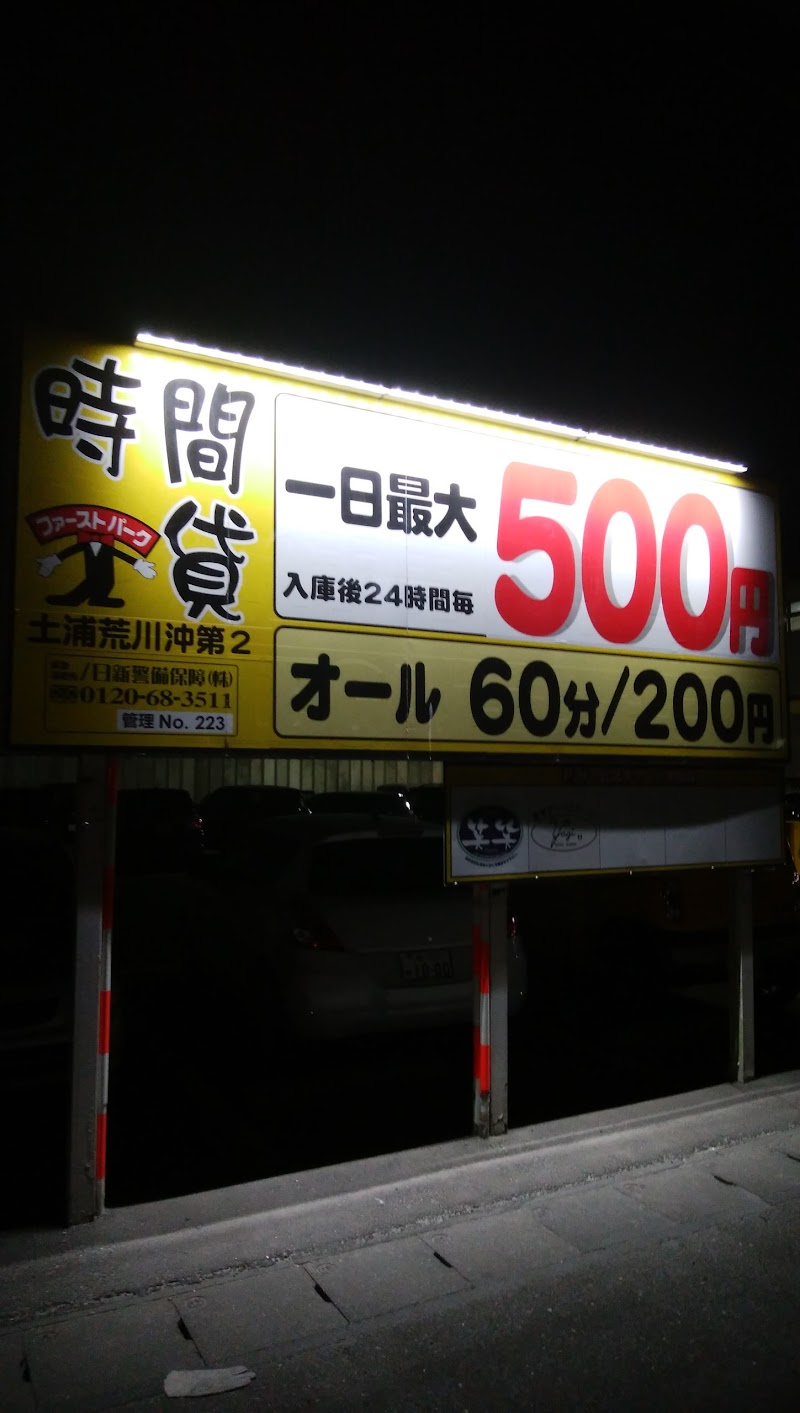 時間
貸
ファーストパーク
土浦荒川沖第2
/日新警備保障(株)
0120-68-3511
管理 No. 223
一日最大
500円
入庫後24時間毎
オール 60分/200円
笑笑
Yagi